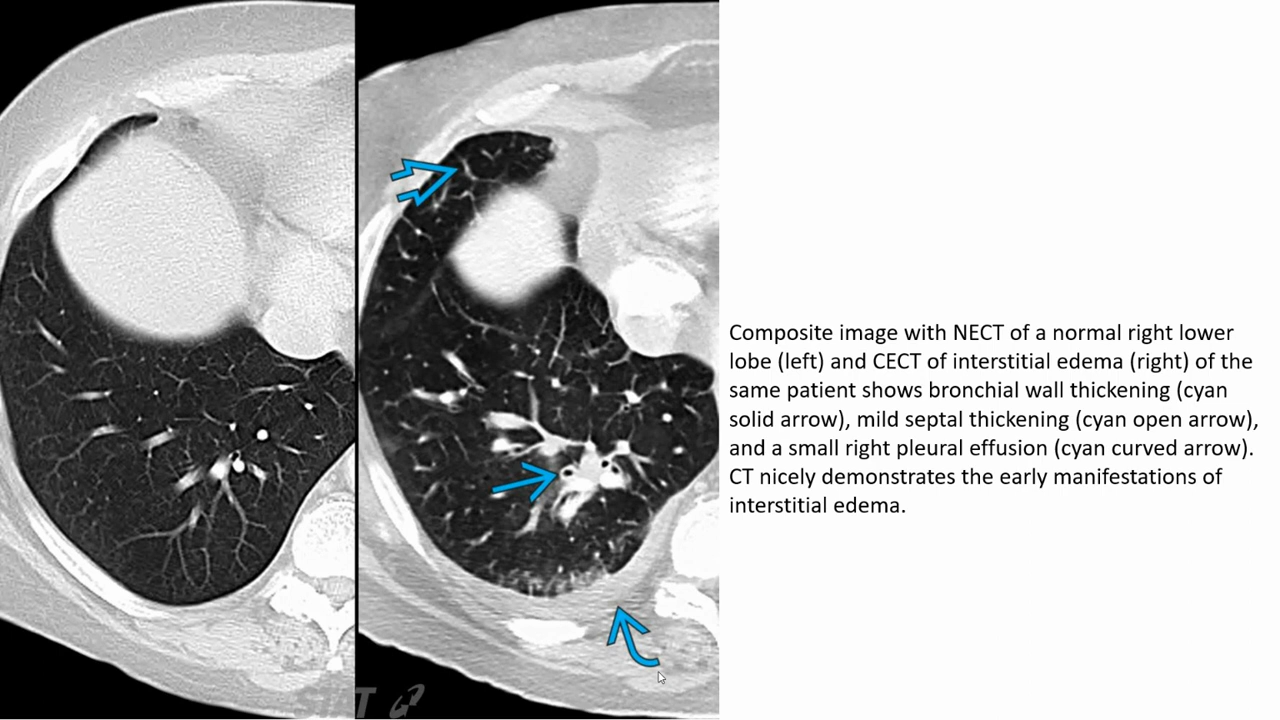 Composite image with NECT of a normal right lower
lobe (left) and CECT of interstitial edema (right) of the
same patient shows bronchial wall thickening (cyan
solid arrow), mild septal thickening (cyan open arrow),
and a small right pleural effusion (cyan curved arrow).
CT nicely demonstrates the early manifestations of
interstitial edema.